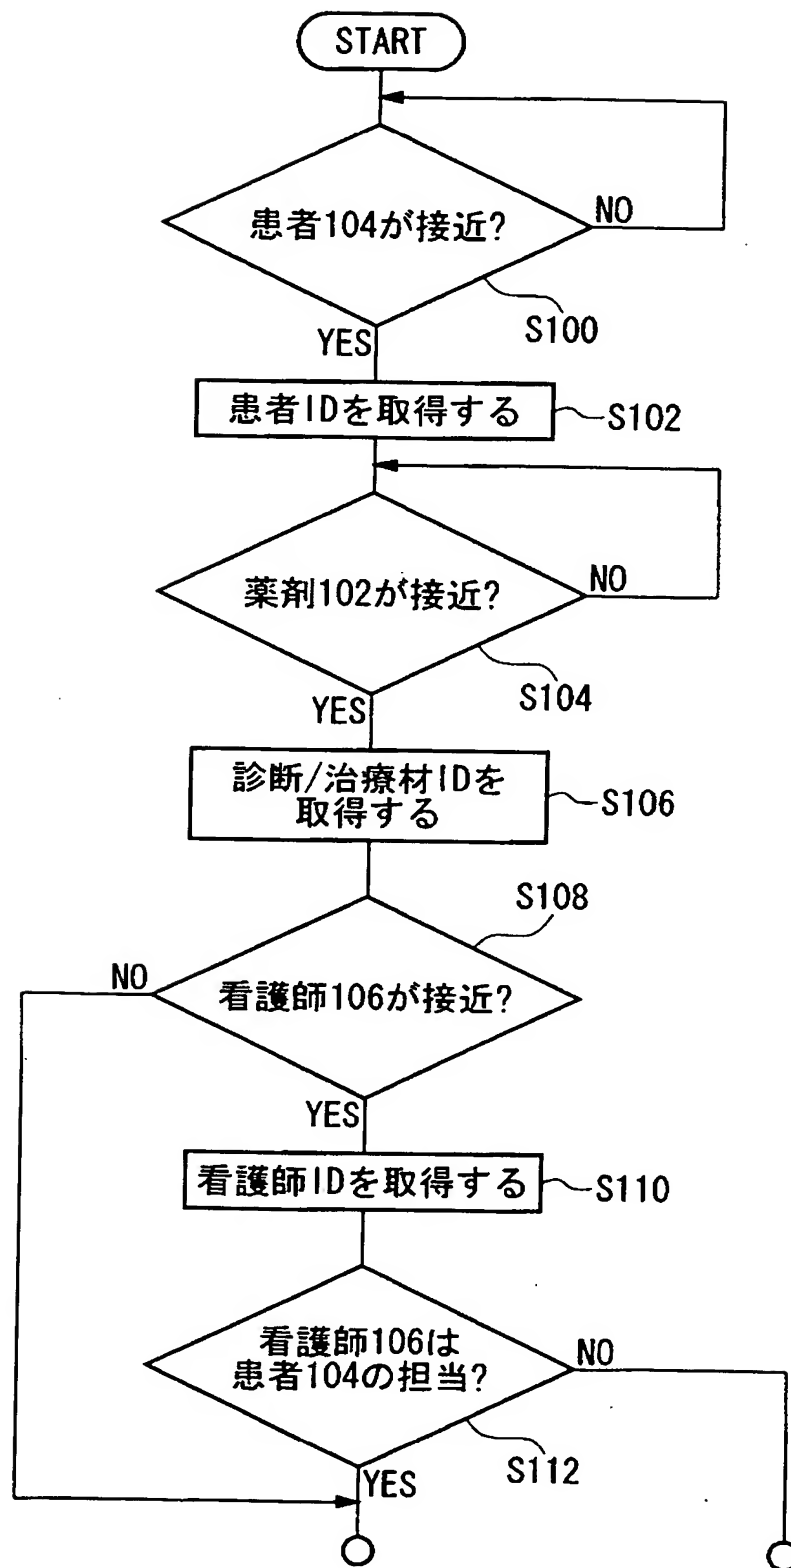 START
患者104が接近?
NO
S100
YES
患者IDを取得する
S102
薬剤102が接近?
NO
S104
YES
診断/治療材IDを
取得する
S106
S108
NO
看護師106が接近?
YES
看護師IDを取得する
S110
看護師106は
患者104の担当?
NO
S112
YES